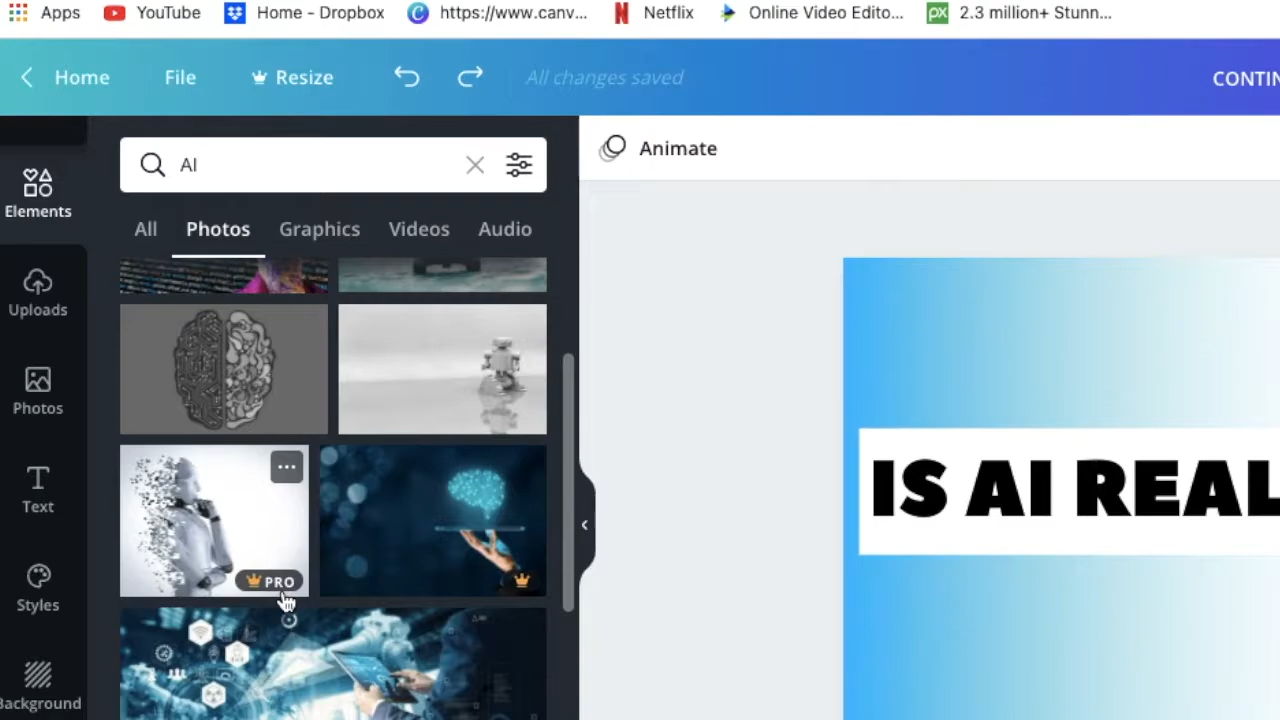 Apps YouTube Home - Dropbox https://www.canv... Netflix Online Video Edito... px 2.3 million+ Stunn...
Home File Resize All changes saved CONTIN
AI
Animate
Elements
All Photos Graphics Videos Audio
Uploads
Photos
IS AI REAL
Text
PRO
Styles
Background